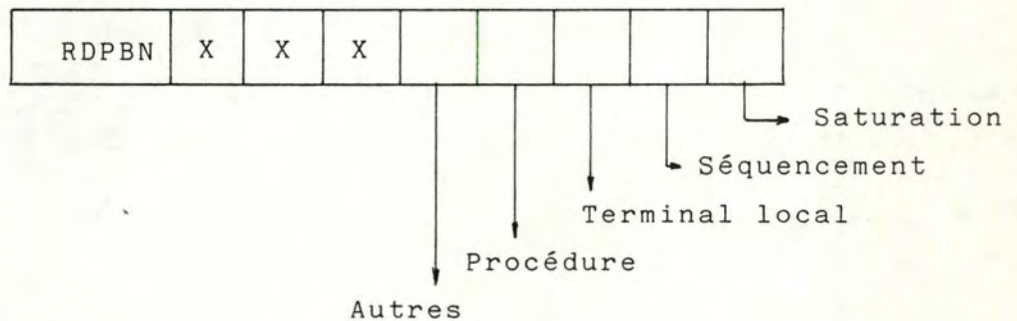 RDPBN X X X
Saturation
Séquencement
Terminal local
Procédure
Autres